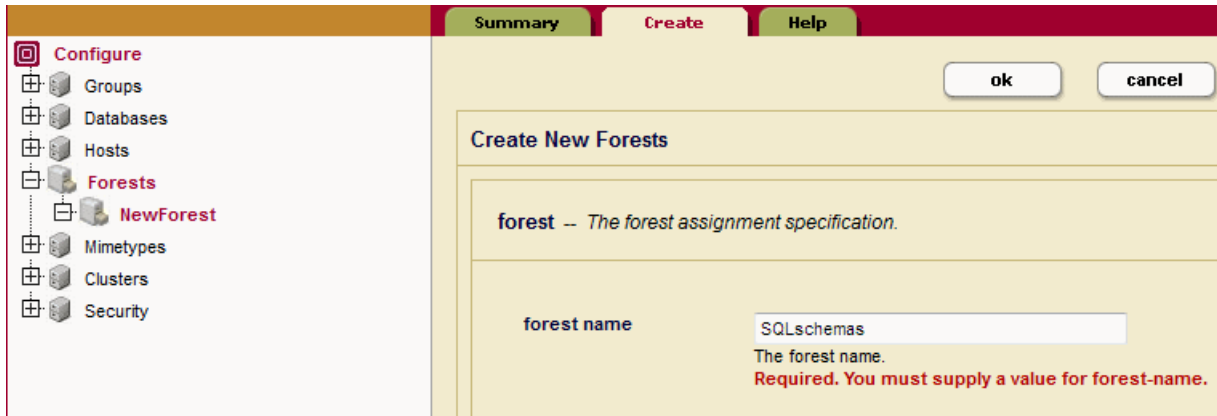 Summary
Create
Help
Configure
Groups
Databases
Hosts
Forests
NewForest
Mimetypes
Clusters
Security
ok
cancel
Create New Forests
forest -- The forest assignment specification.
forest name
SQLschemas
The forest name.
Required. You must supply a value for forest-name.